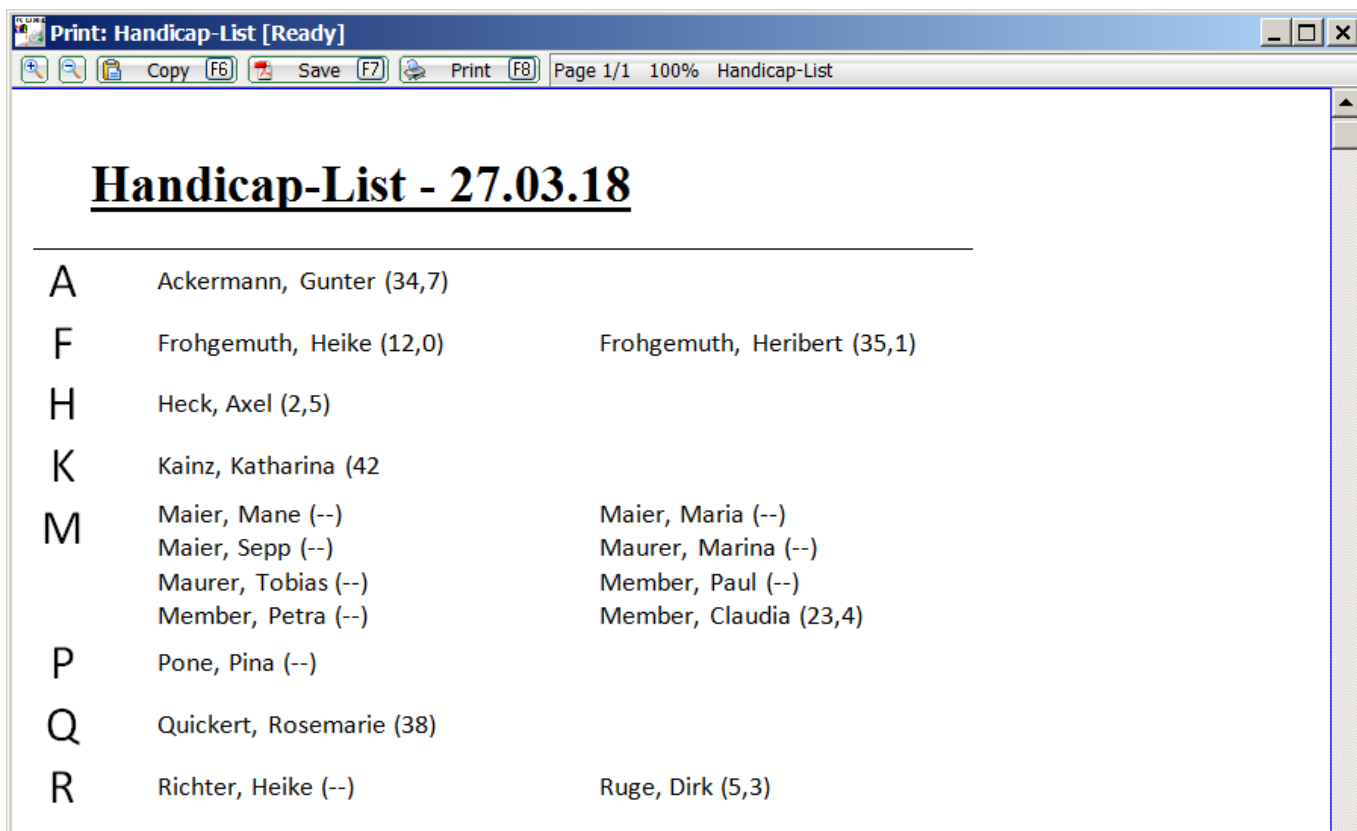 Print: Handicap-List [Ready]
Copy F6 Save F7 Print F8 Page 1/1 100% Handicap-List
Handicap-List - 27.03.18
A Ackermann, Gunter (34,7)
F Frohgemuth, Heike (12,0) Frohgemuth, Heribert (35,1)
H Heck, Axel (2,5)
K Kainz, Katharina (42
M Maier, Mane (--) Maier, Maria (--)
Maier, Sepp (--) Maurer, Marina (--)
Maurer, Tobias (--) Member, Paul (--)
Member, Petra (--) Member, Claudia (23,4)
P Pone, Pina (--)
Q Quickert, Rosemarie (38)
R Richter, Heike (--) Ruge, Dirk (5,3)